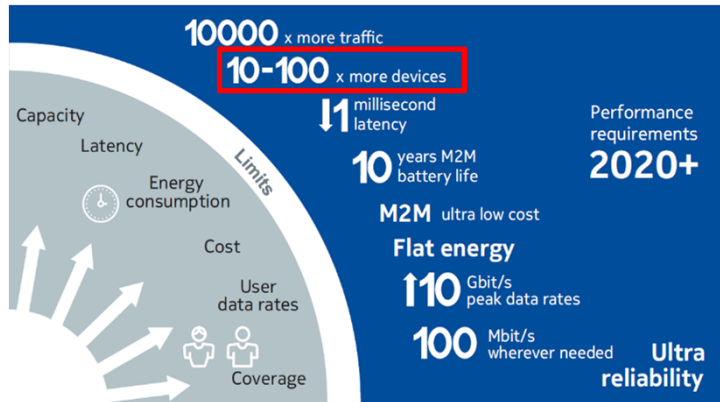 10000 x more traffic
10-100 x more devices
1 millisecond
latency
10 years M2M
battery life
M2M ultra low cost
Flat energy
10 Gbit/s
peak data rates
100 Mbit/s
wherever needed
Ultra
reliability
Performance
requirements
2020+
Limits
Capacity
Latency
Energy
consumption
Cost
User
data rates
Coverage